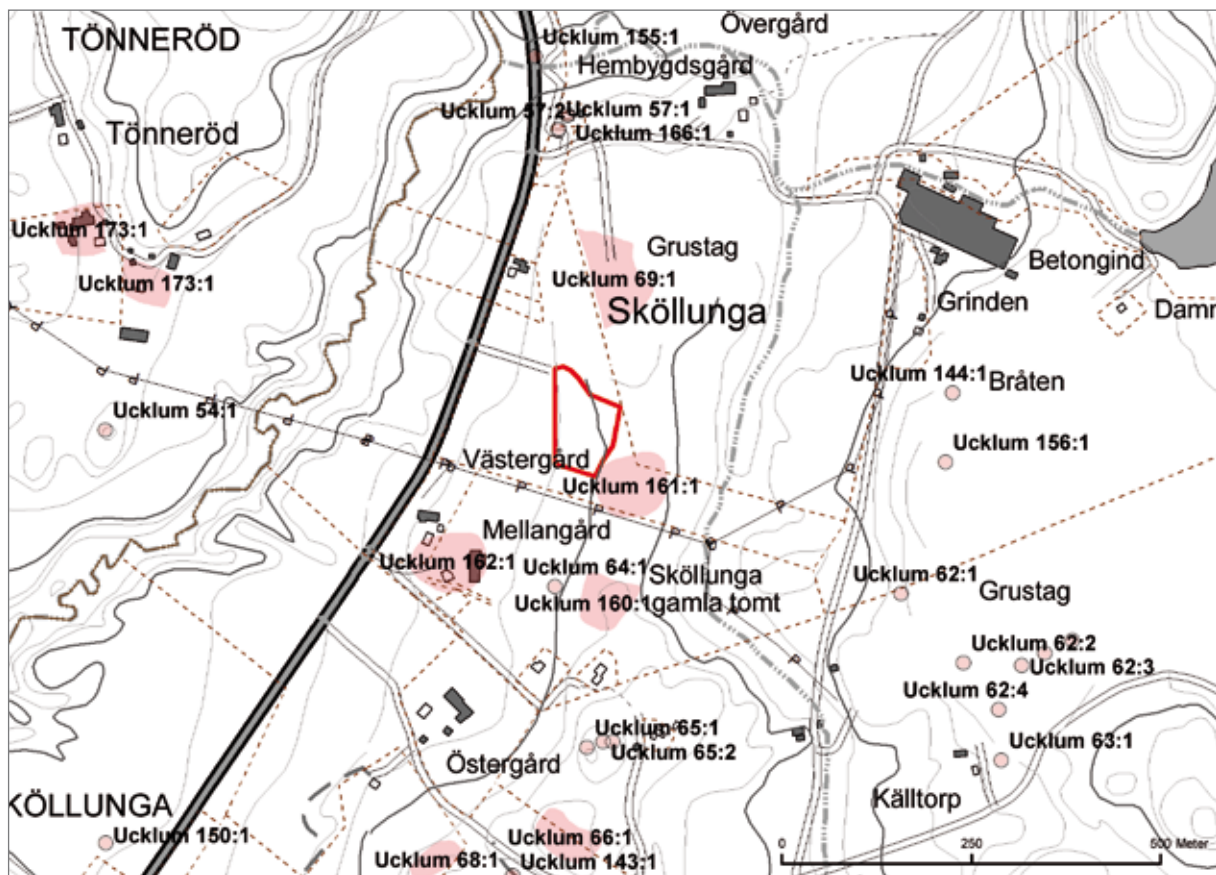 TÖNNERÖD
Övergård
Ucklum 155:1
Hembygdsgård
Ucklum 57:2
Ucklum 57:1
Ucklum 166:1
Tönneröd
Ucklum 173:1
Grustag
Ucklum 69:1
Ucklum 173:1
Betongind
Sköllunga
Grinden
Damm
Ucklum 144:1
Bråten
Ucklum 54:1
Ucklum 156:1
Västergård
Ucklum 161:1
Mellangård
Ucklum 162:1
Ucklum 64:1
Sköllunga
gamla tomt
Ucklum 160:1
Ucklum 62:1
Grustag
Ucklum 62:2
Ucklum 62:3
Ucklum 62:4
Ucklum 65:1
Ucklum 65:2
Ucklum 63:1
Östergård
Källtorp
KÖLLUNGA
Ucklum 150:1
Ucklum 66:1
Ucklum 68:1
Ucklum 143:1
0 250 500 Meter